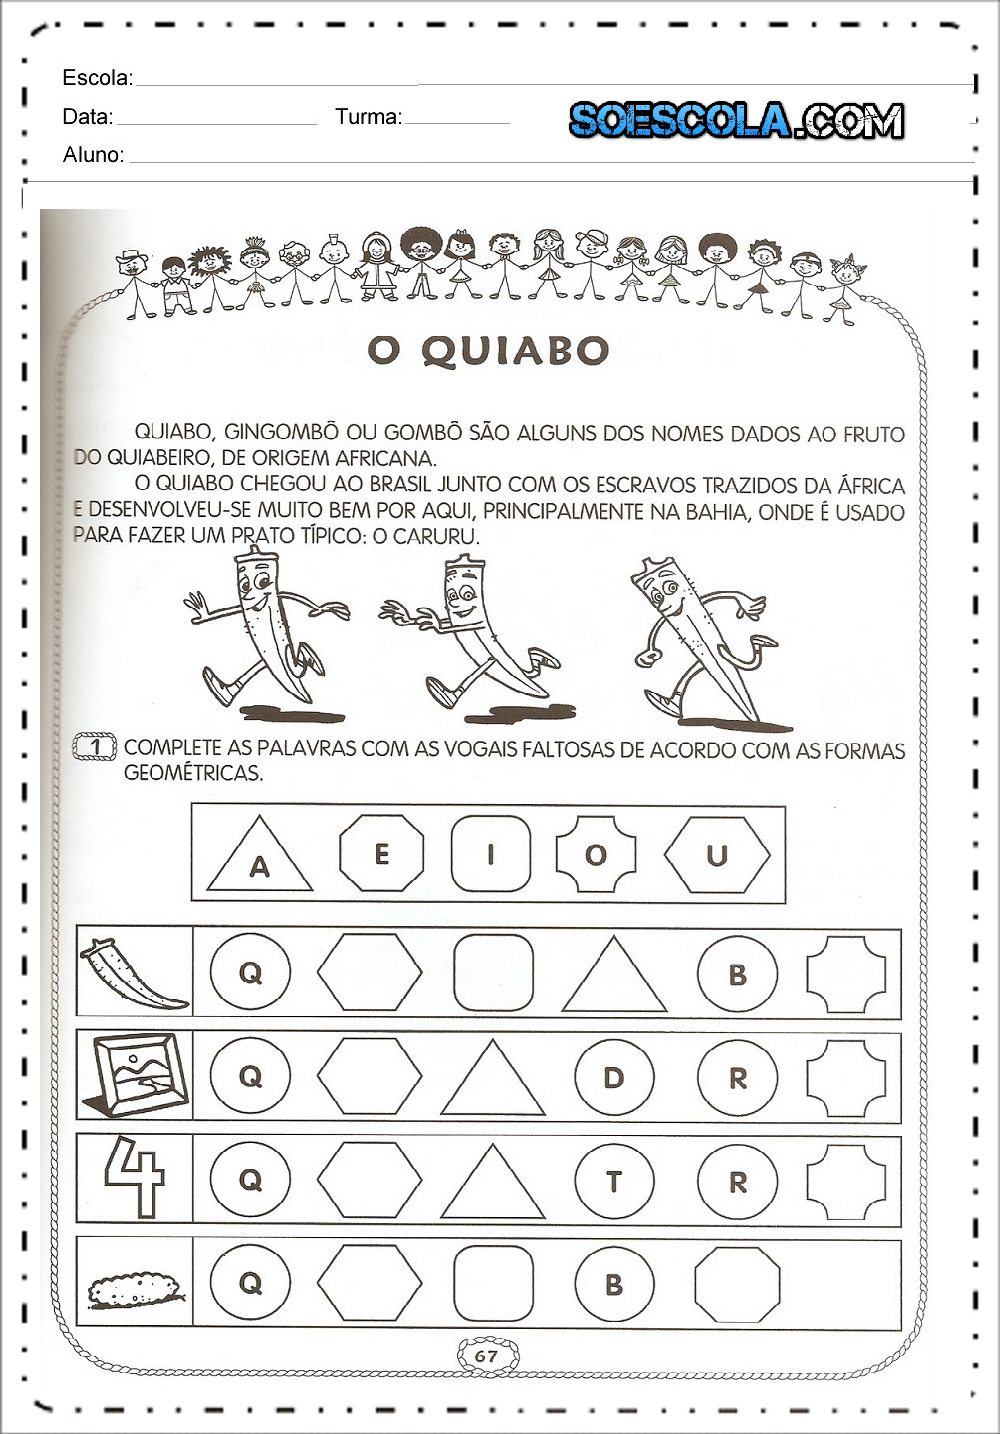 Escola:
Data: Turma:
SOESCOLA.COM
Aluno:
O QUIABO
QUIABO, GINGOMBÔ OU GOMBÔ SÃO ALGUNS DOS NOMES DADOS AO FRUTO
DO QUIABEIRO, DE ORIGEM AFRICANA.
O QUIABO CHEGOU AO BRASIL JUNTO COM OS ESCRAVOS TRAZIDOS DA ÁFRICA
E DESENVOLVEU-SE MUITO BEM POR AQUI, PRINCIPALMENTE NA BAHIA, ONDE É USADO
PARA FAZER UM PRATO TÍPICO: O CARURU.
1 COMPLETE AS PALAVRAS COM AS VOGAIS FALTOSAS DE ACORDO COM AS FORMAS
GEOMÉTRICAS.
A E I O U
Q B
Q D R
4 Q T R
Q B
67